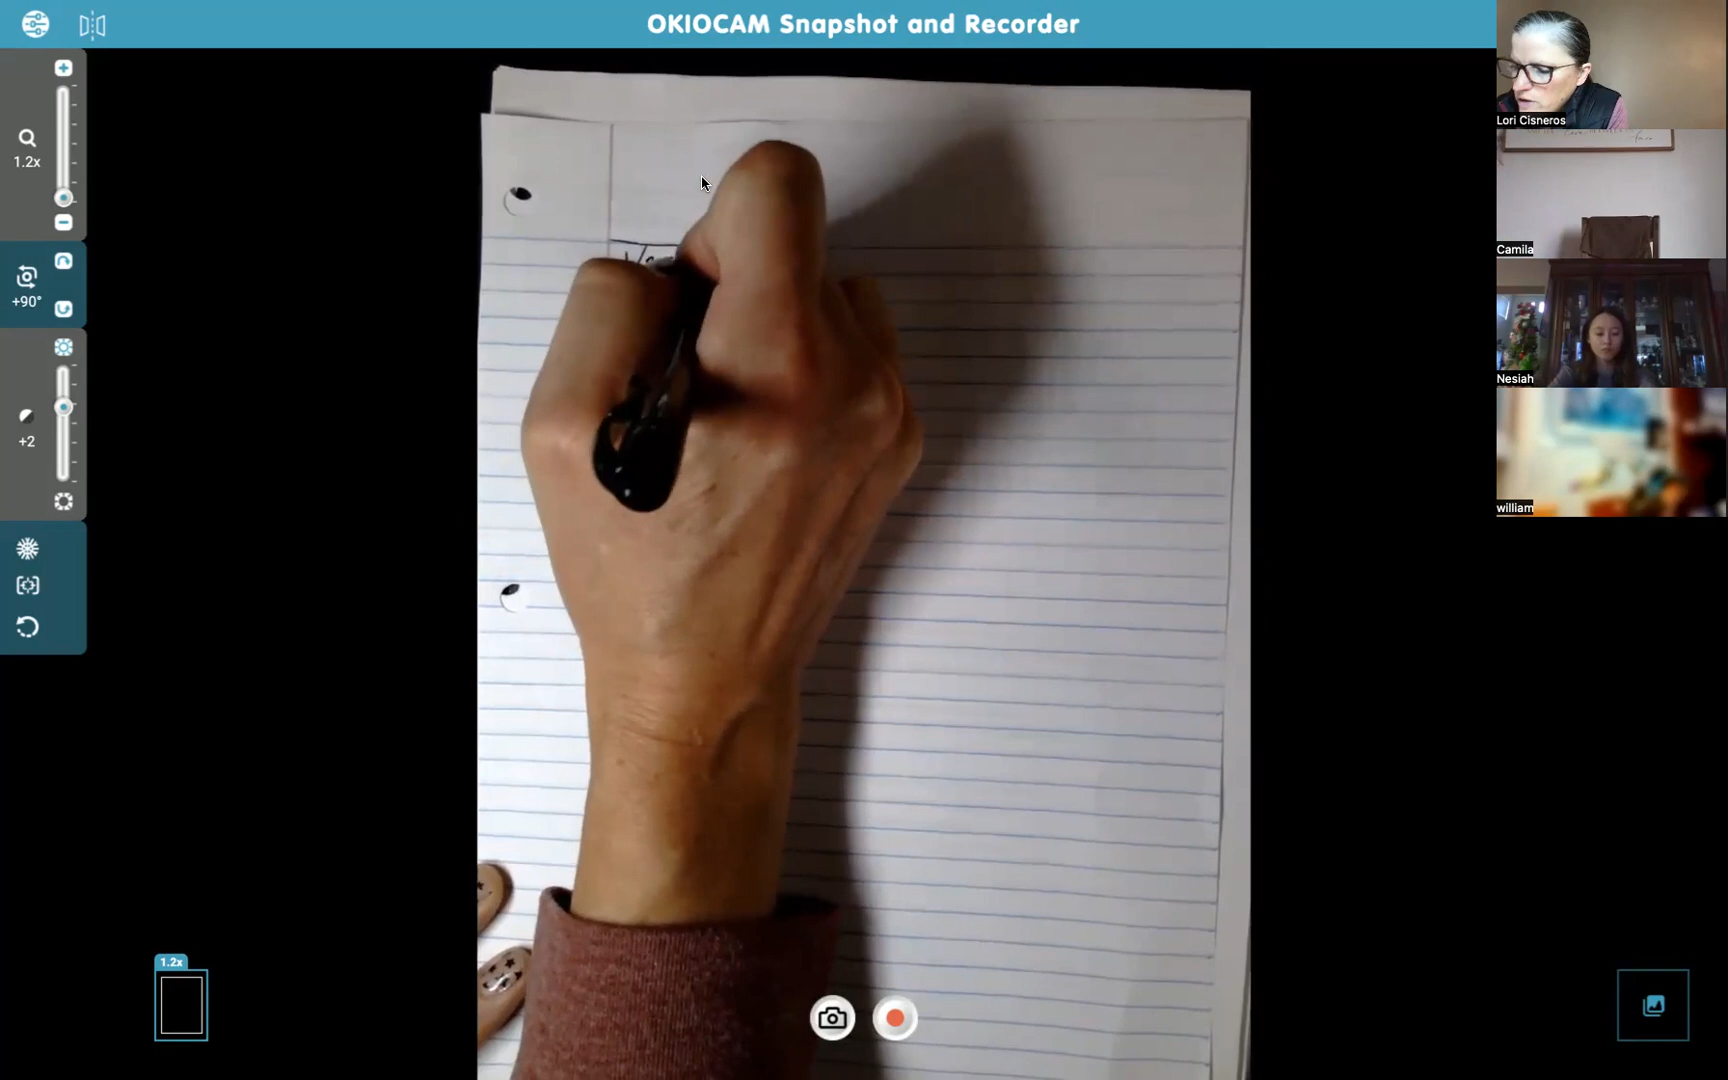 OKIOCAM Snapshot and Recorder
1.2x
+90°
+2
1.2x
Lori Cisneros
Camila
Nesiah
william